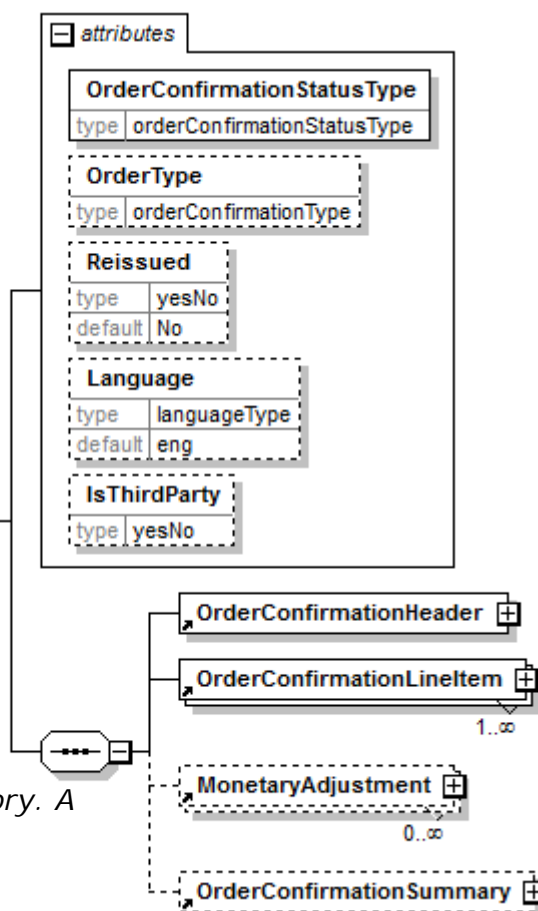 attributes
OrderConfirmationStatusType
type orderConfirmationStatusType
OrderType
type orderConfirmationType
Reissued
type yesNo
default No
Language
type languageType
default eng
IsThirdParty
type yesNo
OrderConfirmationHeader
OrderConfirmationLineItem
1..∞
ory. A
MonetaryAdjustment
0..∞
OrderConfirmationSummary